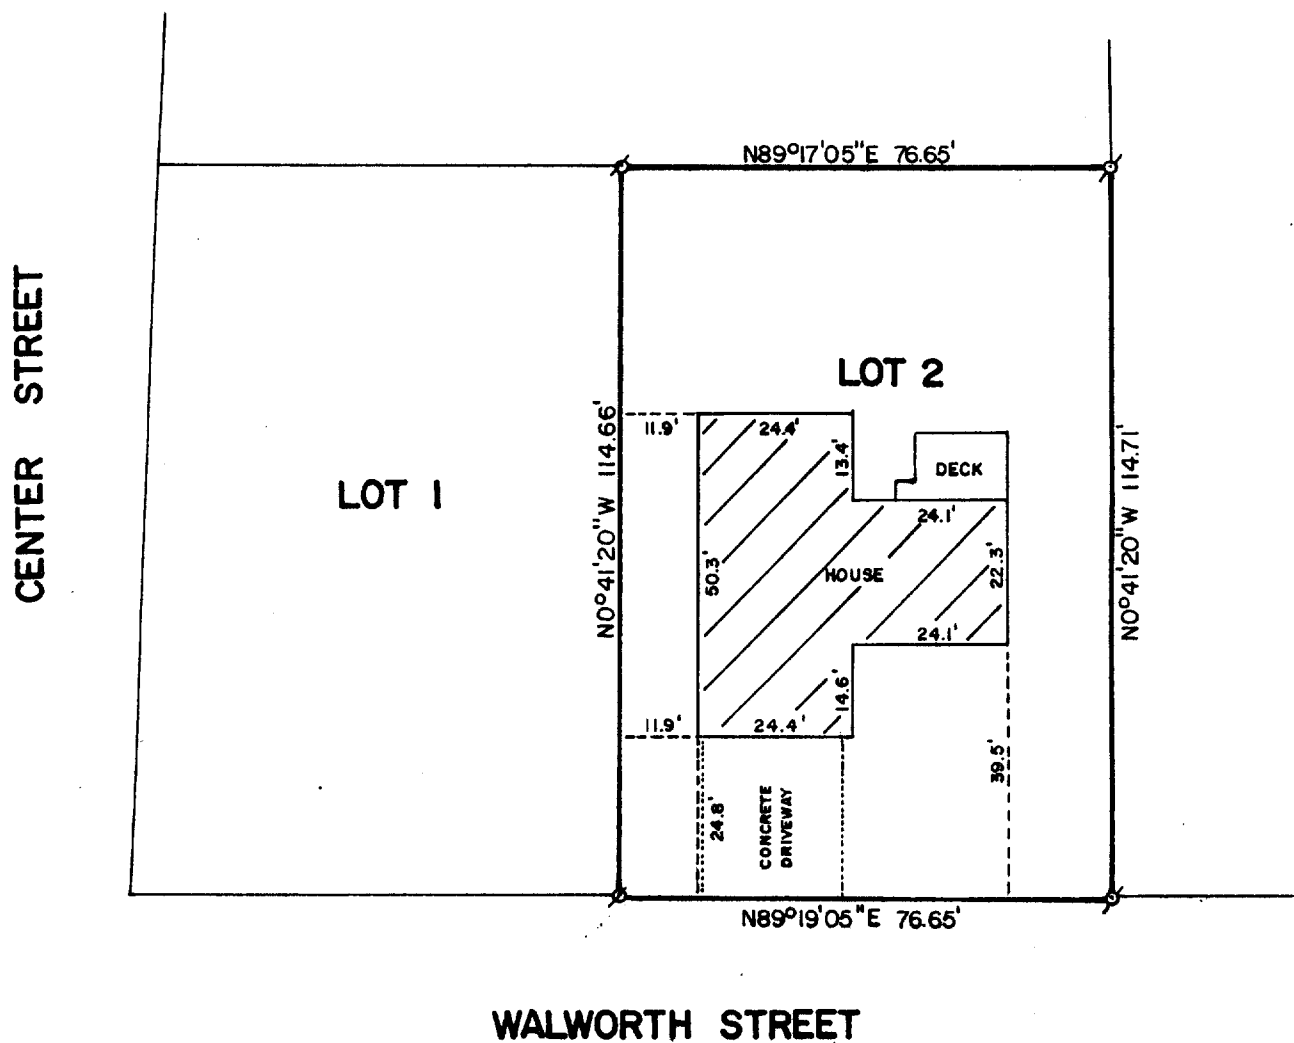 N89°17'05"E 76.65'
CENTER STREET
LOT 1
LOT 2
N0°41'20"W 114.66'
N0°41'20"W 114.71'
11.9'
24.4'
13.4'
DECK
24.1'
50.3'
HOUSE
22.3'
24.1'
14.6'
11.9'
24.4'
24.8'
CONCRETE
DRIVEWAY
39.5'
N89°19'05"E 76.65'
WALWORTH STREET